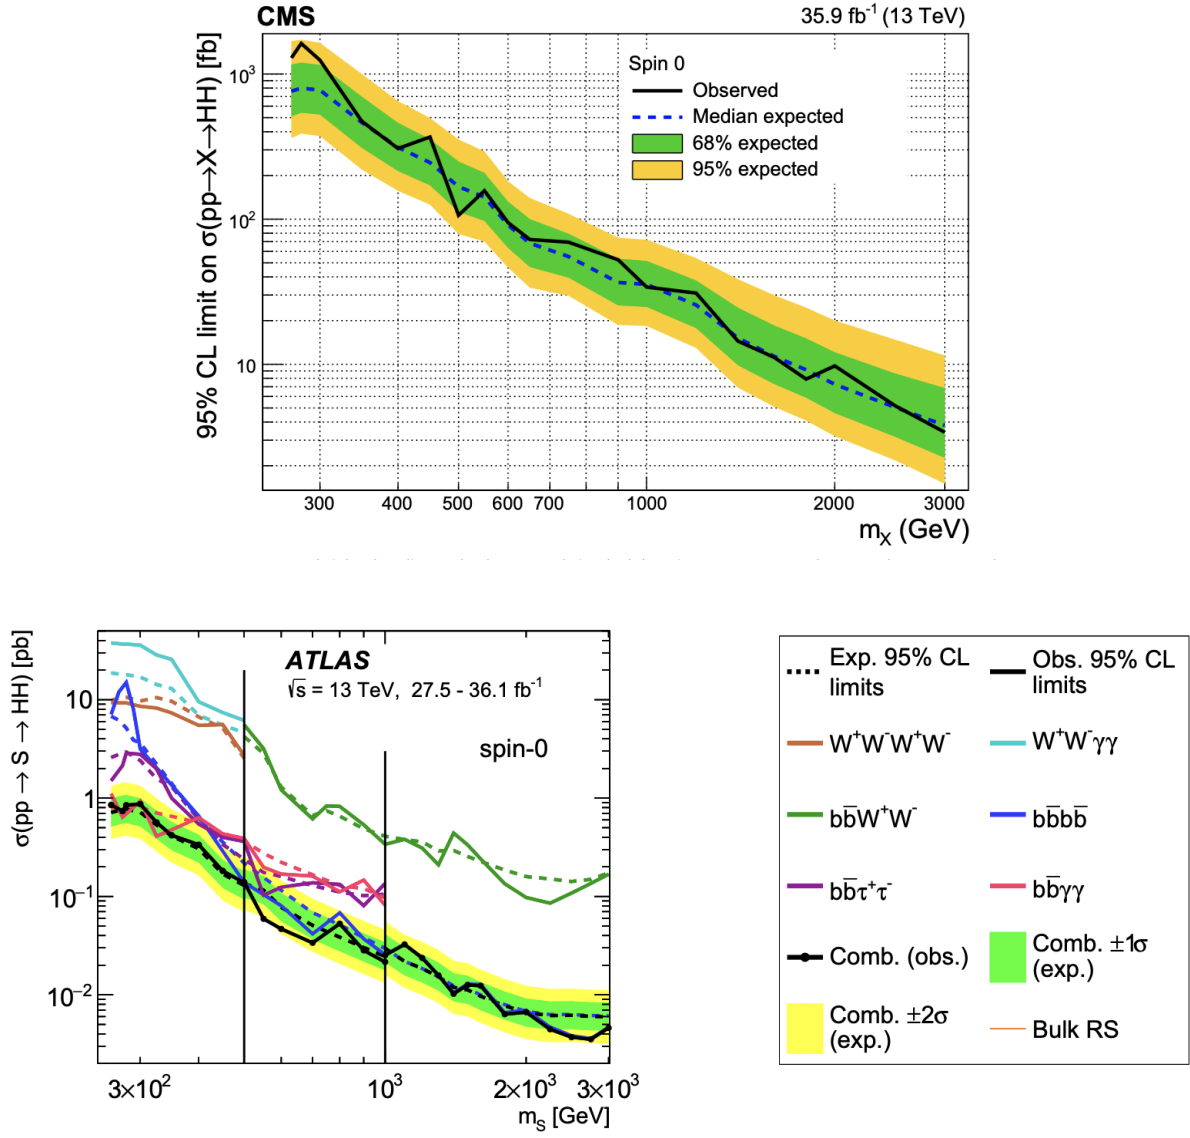 CMS
35.9 fb⁻¹ (13 TeV)
95% CL limit on σ(pp→X→HH) [fb]
10³
10²
10
Spin 0
Observed
Median expected
68% expected
95% expected
300 400 500 600 700 1000 2000 3000
m_X (GeV)
σ(pp → S → HH) [pb]
10
1
10⁻¹
10⁻²
ATLAS
√s = 13 TeV, 27.5 - 36.1 fb⁻¹
spin-0
3×10² 10³ 2×10³ 3×10³
m_S [GeV]
Exp. 95% CL
limits
Obs. 95% CL
limits
W⁺W⁻W⁺W⁻
W⁺W⁻γγ
bb̄W⁺W⁻
bb̄bb̄
bb̄τ⁺τ⁻
bb̄γγ
Comb. (obs.)
Comb. ±1σ
(exp.)
Comb. ±2σ
(exp.)
Bulk RS